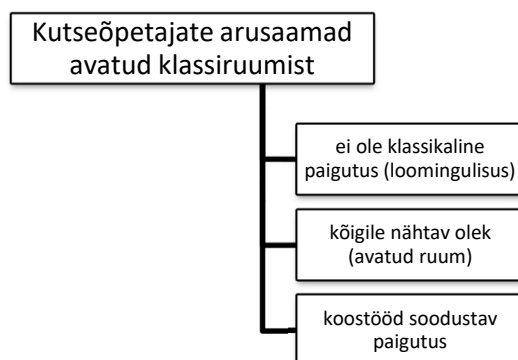 Kutseõpetajate arusaamad
avatud klassiruumist
ei ole klassikaline
paigutus (loomingulisus)
kõigile nähtav olek
(avatud ruum)
koostööd soodustav
paigutus